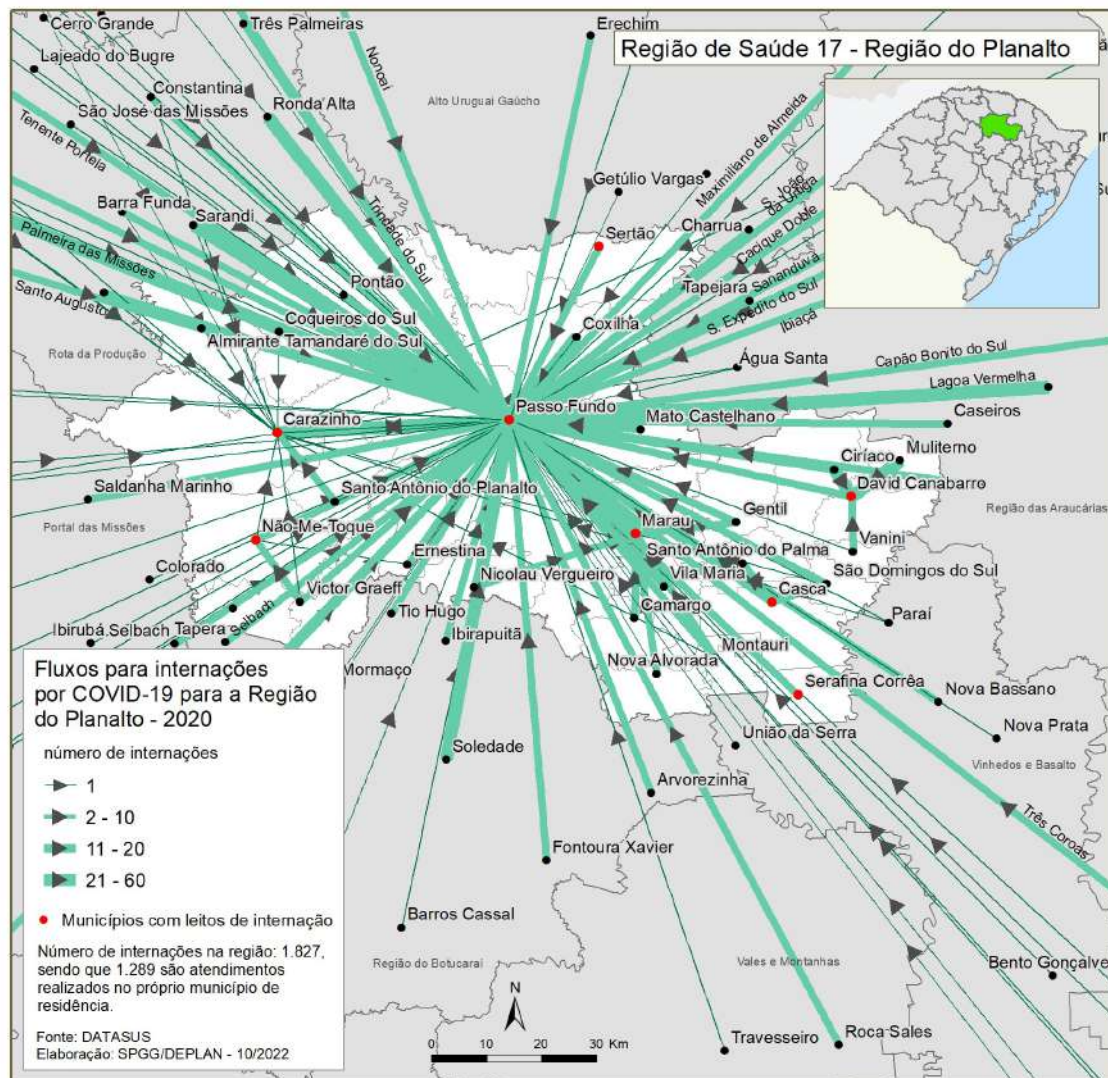 Região de Saúde 17 - Região do Planalto
Cerro Grande
Três Palmeiras
Erechim
Lajeado do Bugre
Nonoai
Alto Uruguai Gaúcho
Constantina
São José das Missões
Ronda Alta
Tenente Portela
Maximiliano de Almeida
Getúlio Vargas
S. João
da Urtiga
Barra Funda
Sarandi
Trindade do Sul
Sertão
Charrua
Cacique Doble
Palmeira das Missões
Pontão
Tapejara
Sananduva
Santo Augusto
S. Expedito do Sul
Coqueiros do Sul
Almirante Tamandaré do Sul
Coxilha
Ibiaçá
Rota da Produção
Água Santa
Capão Bonito do Sul
Lagoa Vermelha
Carazinho
Passo Fundo
Mato Castelhano
Caseiros
Ciríaco
Muliterno
David Canabarro
Saldanha Marinho
Santo Antônio do Planalto
Portal das Missões
Região das Araucárias
Não-Me-Toque
Marau
Gentil
Vanini
Ernestina
Santo Antônio do Palma
Colorado
Victor Graeff
Nicolau Vergueiro
Vila Maria
São Domingos do Sul
Casca
Tio Hugo
Camargo
Paraí
Ibirubá
Selbach
Tapera
Selbach
Ibirapuitã
Montauri
Mormaço
Nova Alvorada
Serafina Corrêa
Nova Bassano
Nova Prata
Soledade
União da Serra
Vinhedos e Basalto
Arvorezinha
Três Coroas
Fontoura Xavier
Barros Cassal
Região do Botucaraí
Vales e Montanhas
Bento Gonçalve
Travesseiro
Roca Sales
Fluxos para internações
por COVID-19 para a Região
do Planalto - 2020
número de internações
1
2 - 10
11 - 20
21 - 60
Municípios com leitos de internação
Número de internações na região: 1.827,
sendo que 1.289 são atendimentos
realizados no próprio município de
residência.
Fonte: DATASUS
Elaboração: SPGG/DEPLAN - 10/2022
N
0 10 20 30 Km